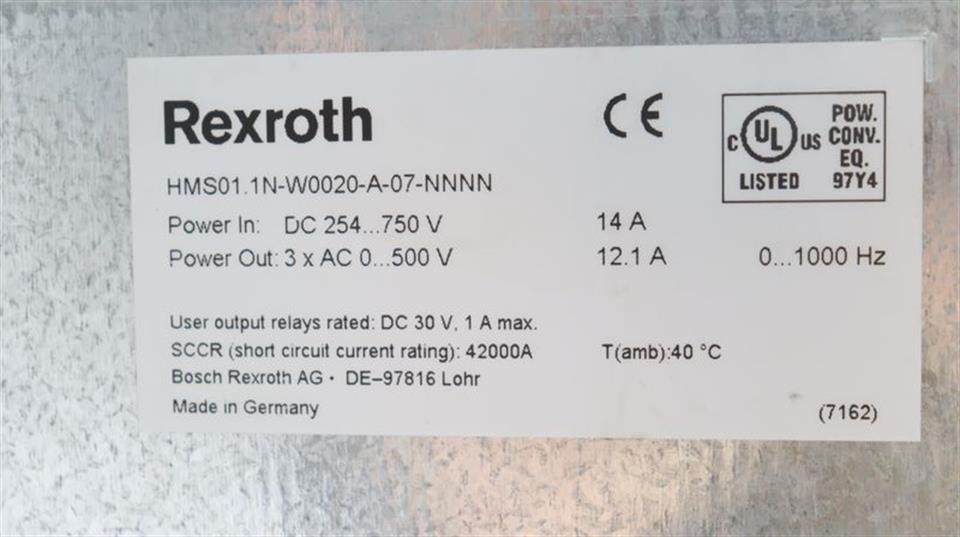 Rexroth
CE
C UL US LISTED
POW.
CONV.
EQ.
97Y4
HMS01.1N-W0020-A-07-NNNN
Power In: DC 254...750 V 14 A
Power Out: 3 x AC 0...500 V 12.1 A 0...1000 Hz
User output relays rated: DC 30 V, 1 A max.
SCCR (short circuit current rating): 42000A T(amb):40 °C
Bosch Rexroth AG · DE–97816 Lohr
Made in Germany (7162)